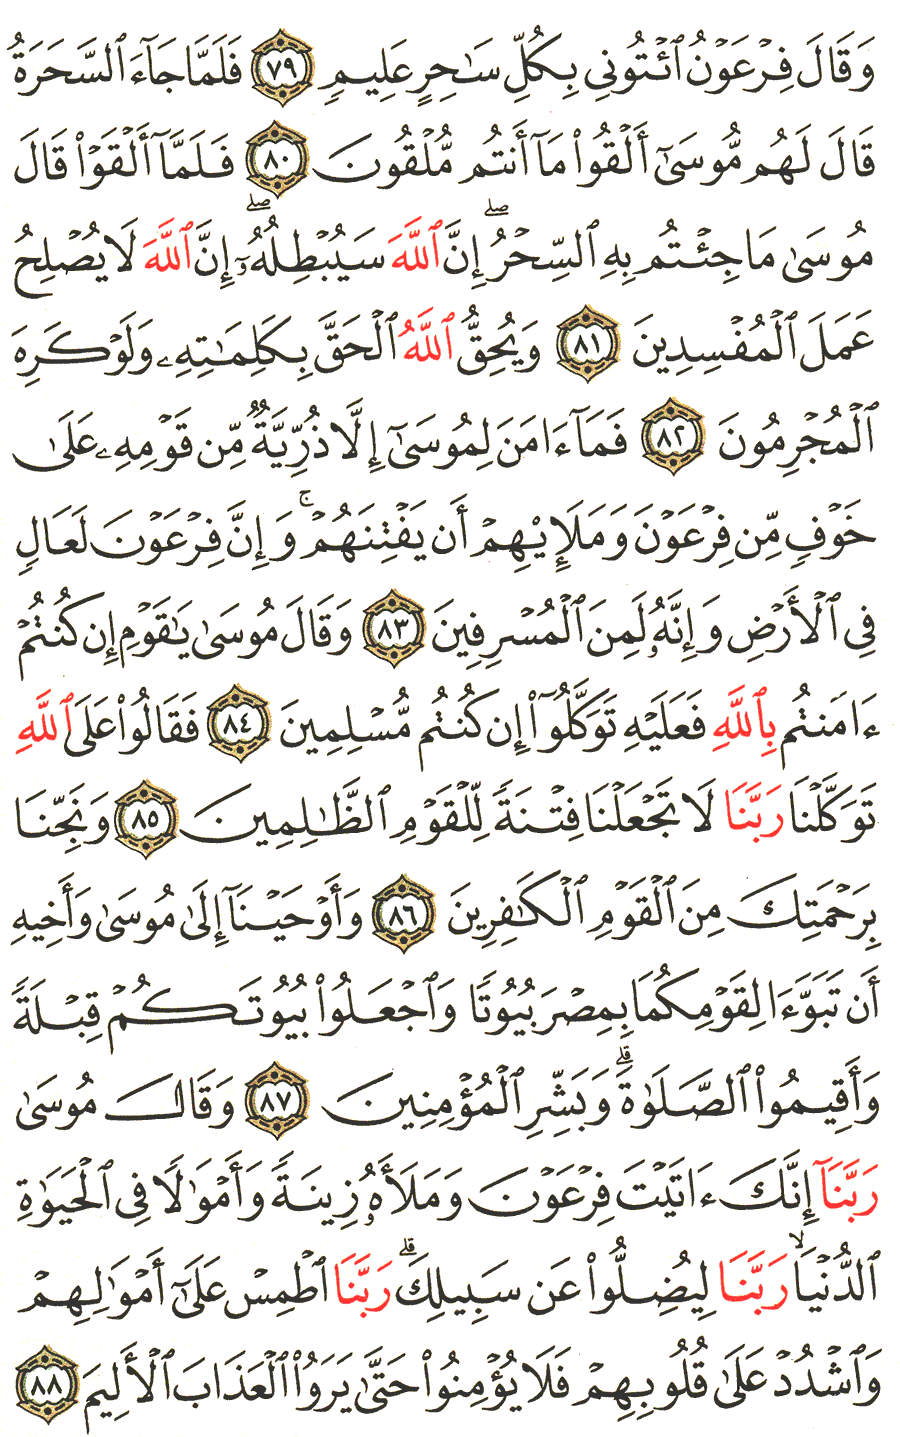 وَقَالَ فِرْعَوْنُ ٱئْتُونِى بِكُلِّ سَـٰحِرٍ عَلِيمٍ ٧٩ فَلَمَّا جَآءَ ٱلسَّحَرَةُ
قَالَ لَهُم مُّوسَىٰٓ أَلْقُوا۟ مَآ أَنتُم مُّلْقُونَ ٨٠ فَلَمَّآ أَلْقَوْا۟ قَالَ
مُوسَىٰ مَا جِئْتُم بِهِ ٱلسِّحْرُ ۖ إِنَّ ٱللَّهَ سَيُبْطِلُهُۥٓ ۖ إِنَّ ٱللَّهَ لَا يُصْلِحُ
عَمَلَ ٱلْمُفْسِدِينَ ٨١ وَيُحِقُّ ٱللَّهُ ٱلْحَقَّ بِكَلِمَـٰتِهِۦ وَلَوْ كَرِهَ
ٱلْمُجْرِمُونَ ٨٢ فَمَآ ءَامَنَ لِمُوسَىٰٓ إِلَّا ذُرِّيَّةٌ مِّن قَوْمِهِۦ عَلَىٰ
خَوْفٍ مِّن فِرْعَوْنَ وَمَلَإِي۟هِمْ أَن يَفْتِنَهُمْ ۚ وَإِنَّ فِرْعَوْنَ لَعَالٍ
فِى ٱلْأَرْضِ وَإِنَّهُۥ لَمِنَ ٱلْمُسْرِفِينَ ٨٣ وَقَالَ مُوسَىٰ يَـٰقَوْمِ إِن كُنتُمْ
ءَامَنتُم بِٱللَّهِ فَعَلَيْهِ تَوَكَّلُوٓا۟ إِن كُنتُم مُّسْلِمِينَ ٨٤ فَقَالُوا۟ عَلَى ٱللَّهِ
تَوَكَّلْنَا رَبَّنَا لَا تَجْعَلْنَا فِتْنَةً لِّلْقَوْمِ ٱلظَّـٰلِمِينَ ٨٥ وَنَجِّنَا
بِرَحْمَتِكَ مِنَ ٱلْقَوْمِ ٱلْكَـٰفِرِينَ ٨٦ وَأَوْحَيْنَآ إِلَىٰ مُوسَىٰ وَأَخِيهِ
أَن تَبَوَّءَا لِقَوْمِكُمَا بِمِصْرَ بُيُوتًا وَٱجْعَلُوا۟ بُيُوتَكُمْ قِبْلَةً
وَأَقِيمُوا۟ ٱلصَّلَوٰةَ ۗ وَبَشِّرِ ٱلْمُؤْمِنِينَ ٨٧ وَقَالَ مُوسَىٰ
رَبَّنَآ إِنَّكَ ءَاتَيْتَ فِرْعَوْنَ وَمَلَأَهُۥ زِينَةً وَأَمْوَٰلًا فِى ٱلْحَيَوٰةِ
ٱلدُّنْيَا ۙ رَبَّنَا لِيُضِلُّوا۟ عَن سَبِيلِكَ ۗ رَبَّنَا ٱطْمِسْ عَلَىٰٓ أَمْوَٰلِهِمْ
وَٱشْدُدْ عَلَىٰ قُلُوبِهِمْ فَلَا يُؤْمِنُوا۟ حَتَّىٰ يَرَوُا۟ ٱلْعَذَابَ ٱلْأَلِيمَ ٨٨